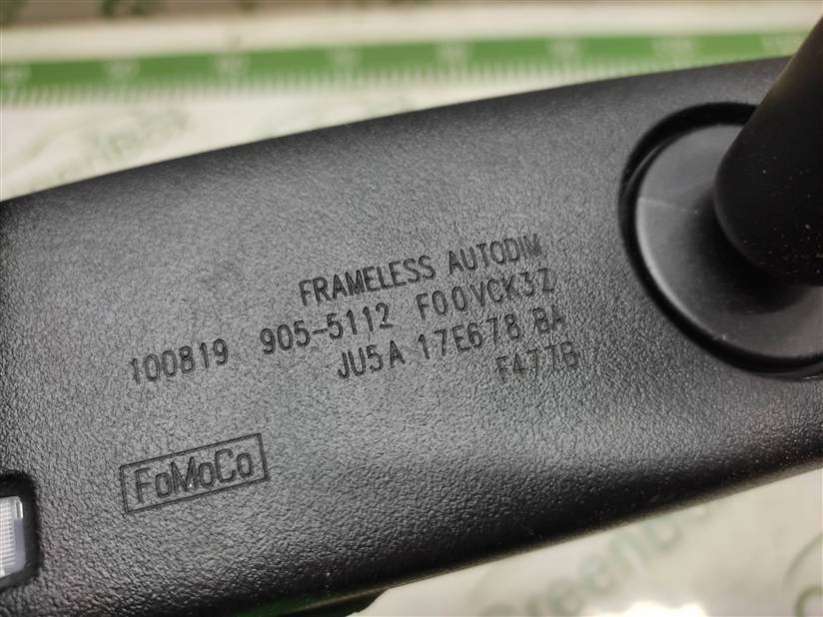 FRAMELESS AUTODIM
100819 905-5112 F00VCK3Z
JU5A 17E678 BA
F477B
FoMoCo